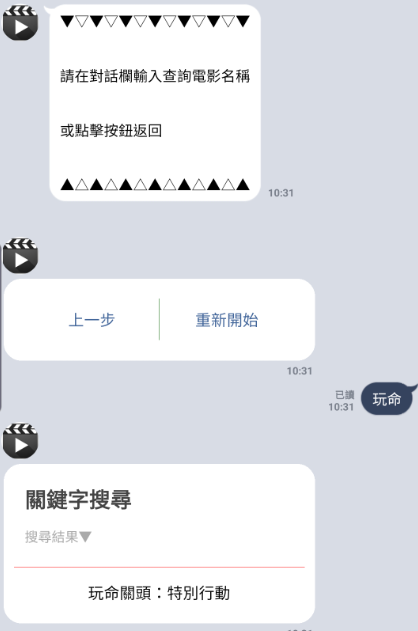 ▼▽▼▽▼▽▼▽▼▽▼▽▼
請在對話欄輸入查詢電影名稱
或點擊按鈕返回
▲△▲△▲△▲△▲△▲△▲
10:31
上一步
重新開始
10:31
已讀
10:31
玩命
關鍵字搜尋
搜尋結果▼
玩命關頭：特別行動